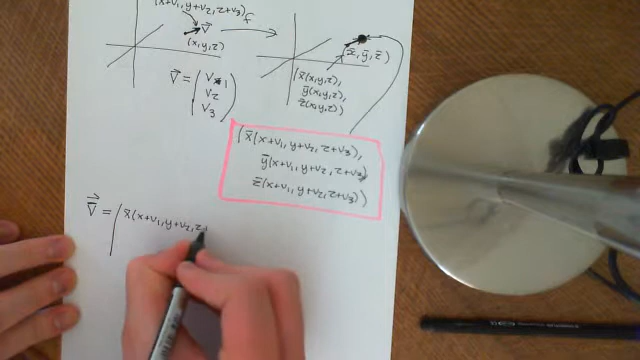 (x+v₁, y+v₂, z+v₃)
v⃗
f
(x,y,z)
(x̄, ȳ, z̄)
v⃗ = (v₁
v₂
v₃)
(x̄(x,y,z),
ȳ(x,y,z),
z̄(x,y,z))
(x̄(x+v₁, y+v₂, z+v₃),
ȳ(x+v₁, y+v₂, z+v₃),
z̄(x+v₁, y+v₂, z+v₃))
v̄⃗ = (x̄(x+v₁, y+v₂, z+